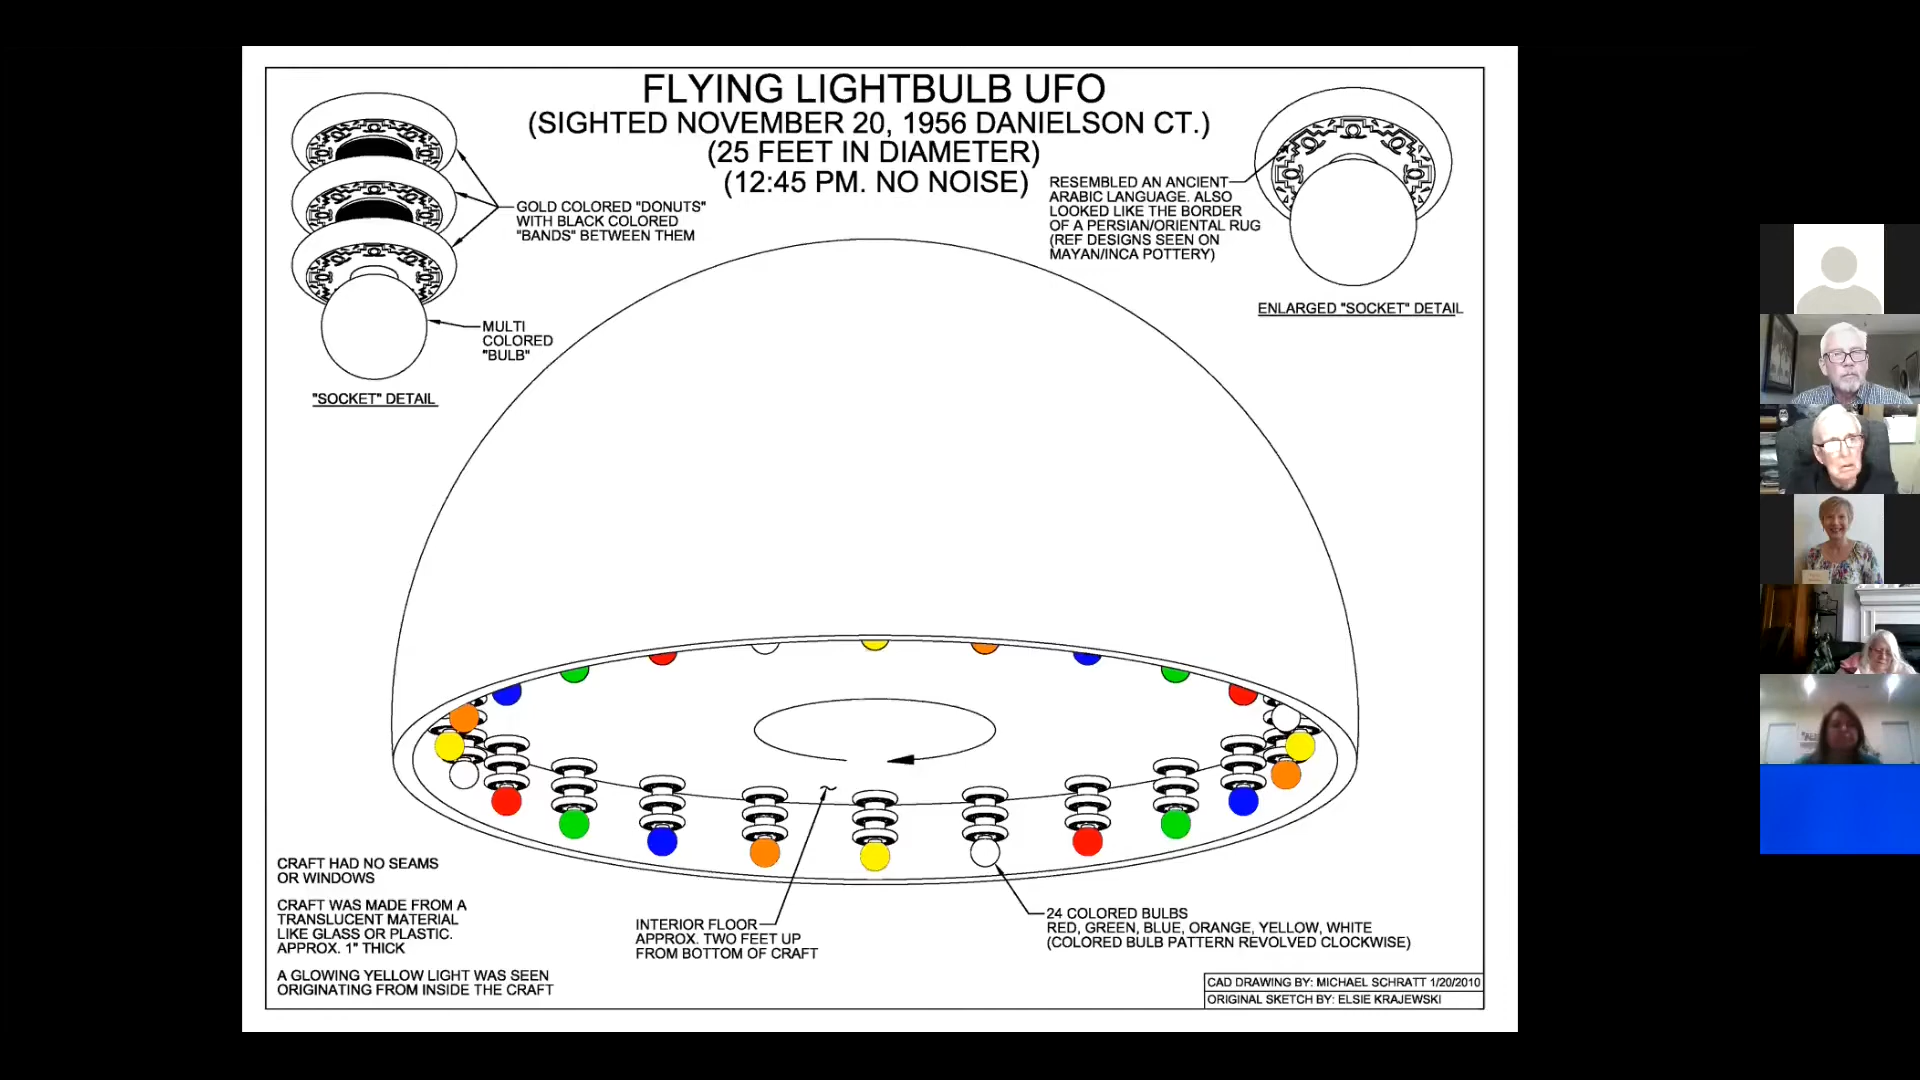 FLYING LIGHTBULB UFO
(SIGHTED NOVEMBER 20, 1956 DANIELSON CT.)
(25 FEET IN DIAMETER)
(12:45 PM. NO NOISE)
GOLD COLORED "DONUTS"
WITH BLACK COLORED
"BANDS" BETWEEN THEM
MULTI
COLORED
"BULB"
"SOCKET" DETAIL
RESEMBLED AN ANCIENT
ARABIC LANGUAGE. ALSO
LOOKED LIKE THE BORDER
OF A PERSIAN/ORIENTAL RUG
(REF DESIGNS SEEN ON
MAYAN/INCA POTTERY)
ENLARGED "SOCKET" DETAIL
CRAFT HAD NO SEAMS
OR WINDOWS
CRAFT WAS MADE FROM A
TRANSLUCENT MATERIAL
LIKE GLASS OR PLASTIC.
APPROX. 1" THICK
A GLOWING YELLOW LIGHT WAS SEEN
ORIGINATING FROM INSIDE THE CRAFT
INTERIOR FLOOR
APPROX. TWO FEET UP
FROM BOTTOM OF CRAFT
24 COLORED BULBS
RED, GREEN, BLUE, ORANGE, YELLOW, WHITE
(COLORED BULB PATTERN REVOLVED CLOCKWISE)
CAD DRAWING BY: MICHAEL SCHRATT 1/20/2010
ORIGINAL SKETCH BY: ELSIE KRAJEWSKI